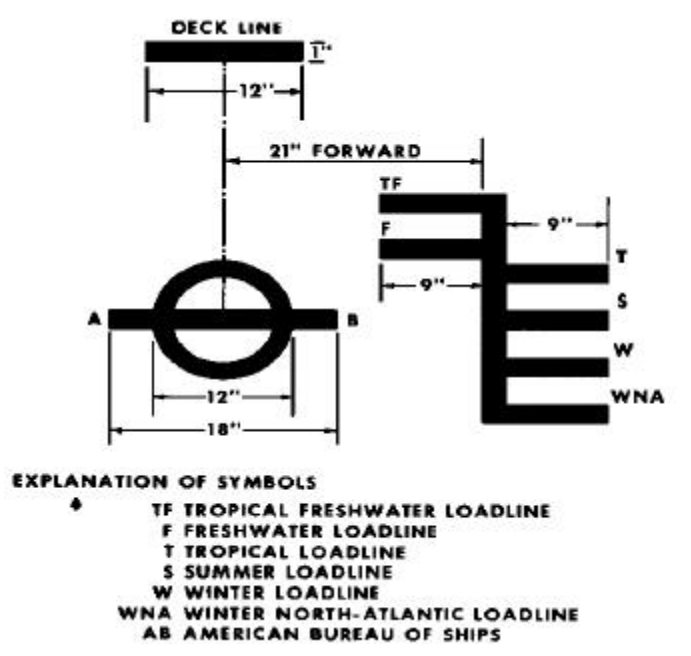 DECK LINE
1"
12"
21" FORWARD
TF
9"
F
T
9"
S
A
B
W
12"
WNA
18"
EXPLANATION OF SYMBOLS
TF TROPICAL FRESHWATER LOADLINE
F FRESHWATER LOADLINE
T TROPICAL LOADLINE
S SUMMER LOADLINE
W WINTER LOADLINE
WNA WINTER NORTH-ATLANTIC LOADLINE
AB AMERICAN BUREAU OF SHIPS